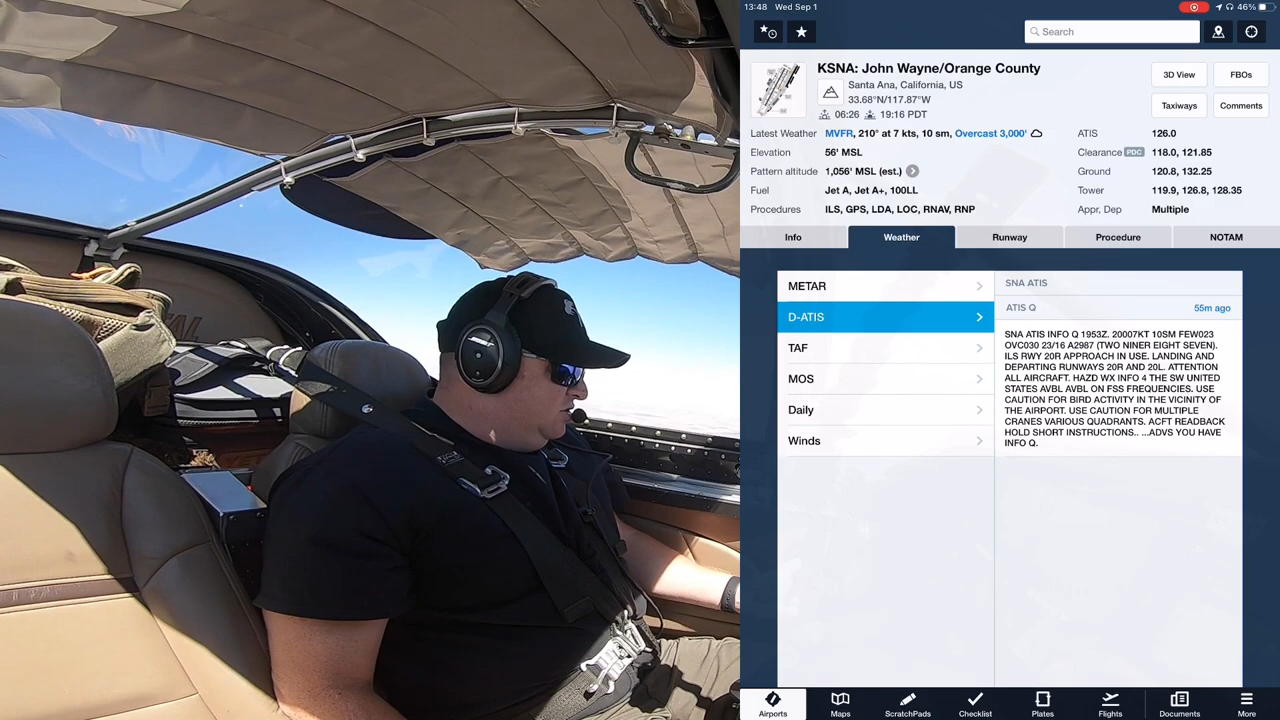 13:48 Wed Sep 1
46%
Search
KSNA: John Wayne/Orange County
Santa Ana, California, US
33.68°N/117.87°W
06:26 19:16 PDT
3D View
FBOs
Taxiways
Comments
Latest Weather MVFR, 210° at 7 kts, 10 sm, Overcast 3,000'
Elevation 56' MSL
Pattern altitude 1,056' MSL (est.)
Fuel Jet A, Jet A+, 100LL
Procedures ILS, GPS, LDA, LOC, RNAV, RNP
ATIS 126.0
Clearance PDC 118.0, 121.85
Ground 120.8, 132.25
Tower 119.9, 126.8, 128.35
Appr, Dep Multiple
Info Weather Runway Procedure NOTAM
METAR
D-ATIS
TAF
MOS
Daily
Winds
SNA ATIS
ATIS Q 55m ago
SNA ATIS INFO Q 1953Z. 20007KT 10SM FEW023
OVC030 23/16 A2987 (TWO NINER EIGHT SEVEN).
ILS RWY 20R APPROACH IN USE. LANDING AND
DEPARTING RUNWAYS 20R AND 20L. ATTENTION
ALL AIRCRAFT. HAZD WX INFO 4 THE SW UNITED
STATES AVBL AVBL ON FSS FREQUENCIES. USE
CAUTION FOR BIRD ACTIVITY IN THE VICINITY OF
THE AIRPORT. USE CAUTION FOR MULTIPLE
CRANES VARIOUS QUADRANTS. ACFT READBACK
HOLD SHORT INSTRUCTIONS.. ...ADVS YOU HAVE
INFO Q.
Airports Maps ScratchPads Checklist Plates Flights Documents More
BOSE